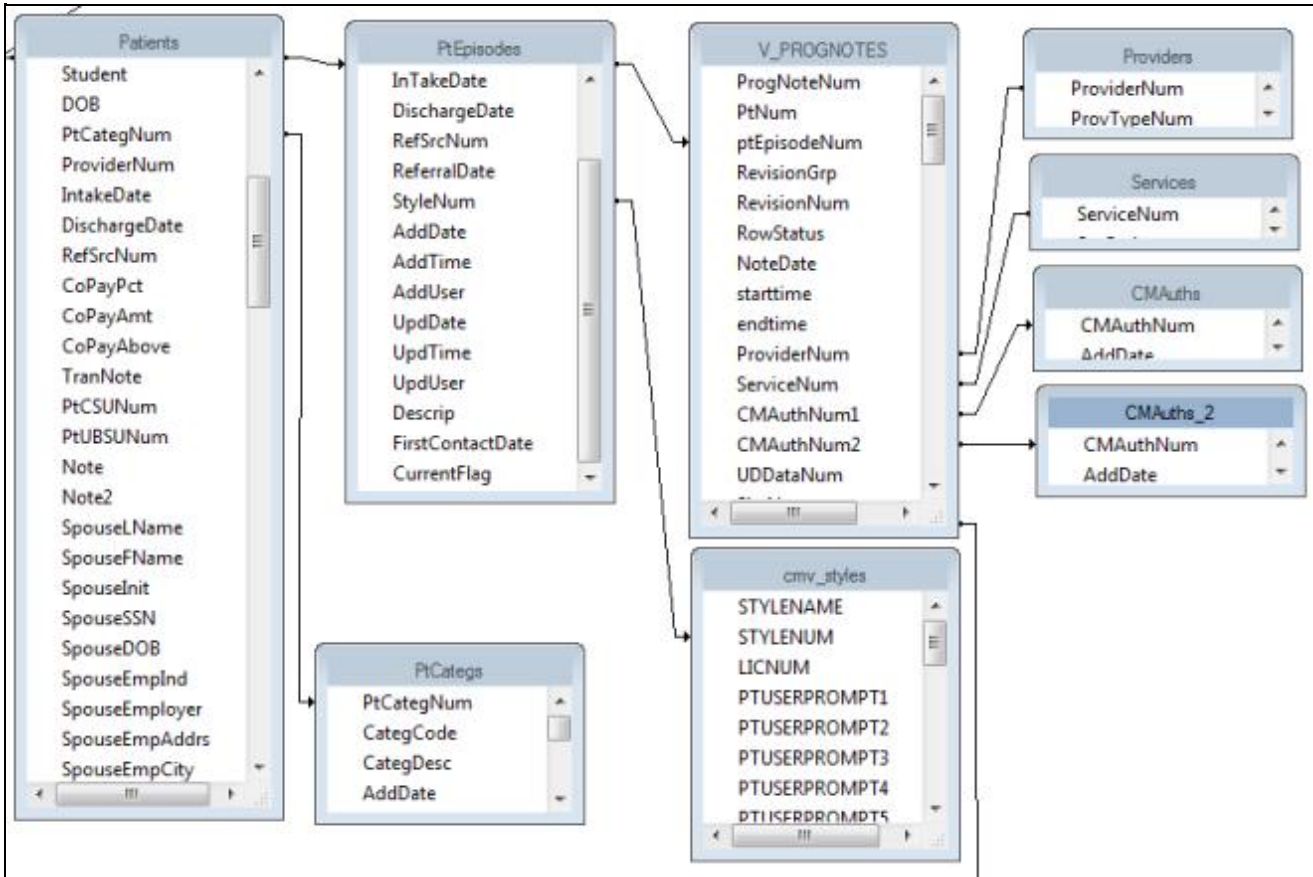 Patients
Student
DOB
PtCategNum
ProviderNum
IntakeDate
DischargeDate
RefSrcNum
CoPayPct
CoPayAmt
CoPayAbove
TranNote
PtCSUNum
PtUBSUNum
Note
Note2
SpouseLName
SpouseFName
SpouseInit
SpouseSSN
SpouseDOB
SpouseEmpInd
SpouseEmployer
SpouseEmpAddrs
SpouseEmpCity
PtEpisodes
InTakeDate
DischargeDate
RefSrcNum
ReferralDate
StyleNum
AddDate
AddTime
AddUser
UpdDate
UpdTime
UpdUser
Descrip
FirstContactDate
CurrentFlag
PtCategs
PtCategNum
CategCode
CategDesc
AddDate
V_PROGNOTES
ProgNoteNum
PtNum
ptEpisodeNum
RevisionGrp
RevisionNum
RowStatus
NoteDate
starttime
endtime
ProviderNum
ServiceNum
CMAuthNum1
CMAuthNum2
UDDataNum
cmv_styles
STYLENAME
STYLENUM
LICNUM
PTUSERPROMPT1
PTUSERPROMPT2
PTUSERPROMPT3
PTUSERPROMPT4
PTUSERPROMPT5
Providers
ProviderNum
ProvTypeNum
Services
ServiceNum
CMAuths
CMAuthNum
AddDate
CMAuths_2
CMAuthNum
AddDate